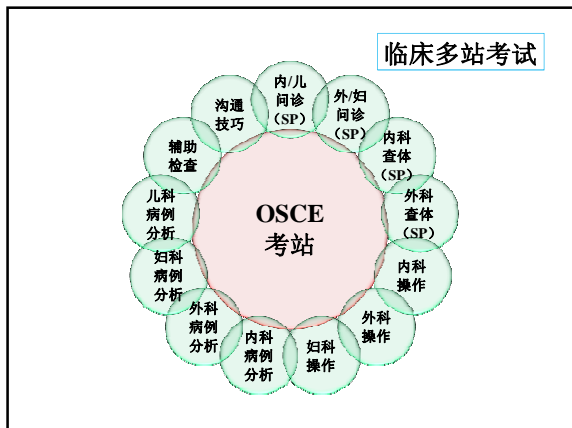 临床多站考试
OSCE
考站
内/儿
问诊
（SP）
外/妇
问诊
（SP）
内科
查体
（SP）
外科
查体
（SP）
内科
操作
外科
操作
妇科
操作
内科
病例
分析
外科
病例
分析
妇科
病例
分析
儿科
病例
分析
辅助
检查
沟通
技巧